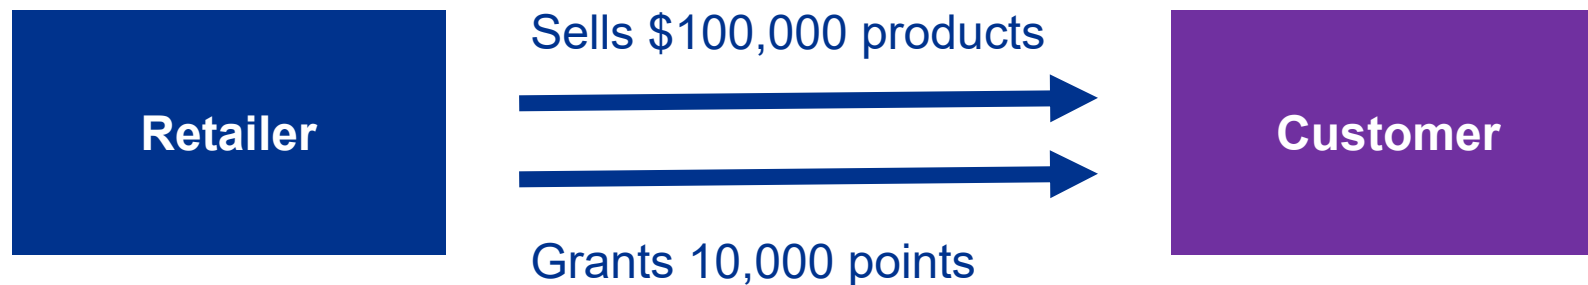 Sells $100,000 products
Retailer
Customer
Grants 10,000 points